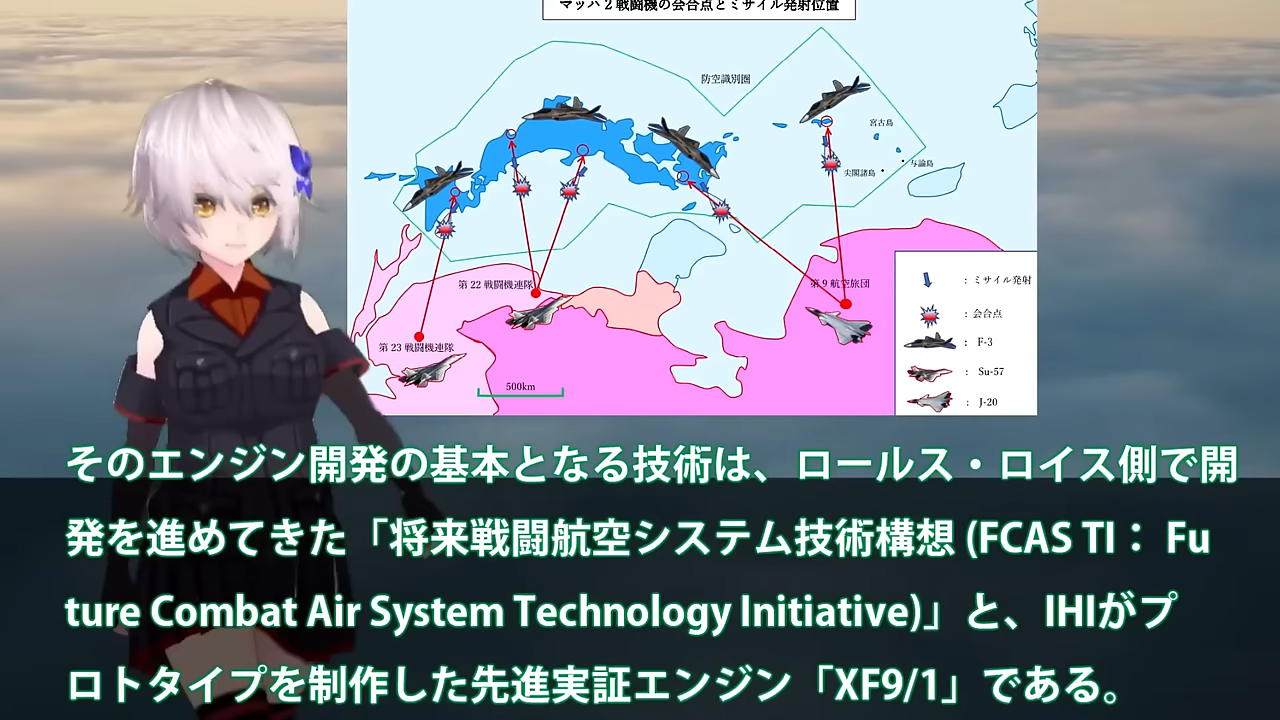 マッハ2戦闘機の会合点とミサイル発射位置
防空識別圏
宮古島
与論島
尖閣諸島
第22戦闘機連隊
第9航空旅団
第23戦闘機連隊
500km
：ミサイル発射
：会合点
： F-3
： Su-57
： J-20
そのエンジン開発の基本となる技術は、ロールス・ロイス側で開
発を進めてきた「将来戦闘航空システム技術構想 (FCAS TI： Fu
ture Combat Air System Technology Initiative)」と、IHIがプ
ロトタイプを制作した先進実証エンジン「XF9/1」である。